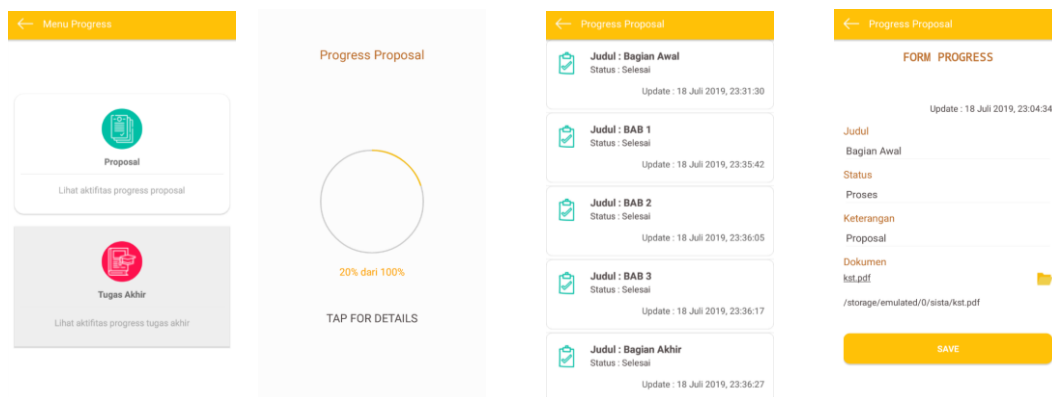 Menu Progress
Proposal
Lihat aktifitas progress proposal
Tugas Akhir
Lihat aktifitas progress tugas akhir
Progress Proposal
20% dari 100%
TAP FOR DETAILS
Progress Proposal
Judul : Bagian Awal
Status : Selesai
Update : 18 Juli 2019, 23:31:30
Judul : BAB 1
Status : Selesai
Update : 18 Juli 2019, 23:35:42
Judul : BAB 2
Status : Selesai
Update : 18 Juli 2019, 23:36:05
Judul : BAB 3
Status : Selesai
Update : 18 Juli 2019, 23:36:17
Judul : Bagian Akhir
Status : Selesai
Update : 18 Juli 2019, 23:36:27
Progress Proposal
FORM PROGRESS
Update : 18 Juli 2019, 23:04:34
Judul
Bagian Awal
Status
Proses
Keterangan
Proposal
Dokumen
kst.pdf
/storage/emulated/0/sista/kst.pdf
SAVE